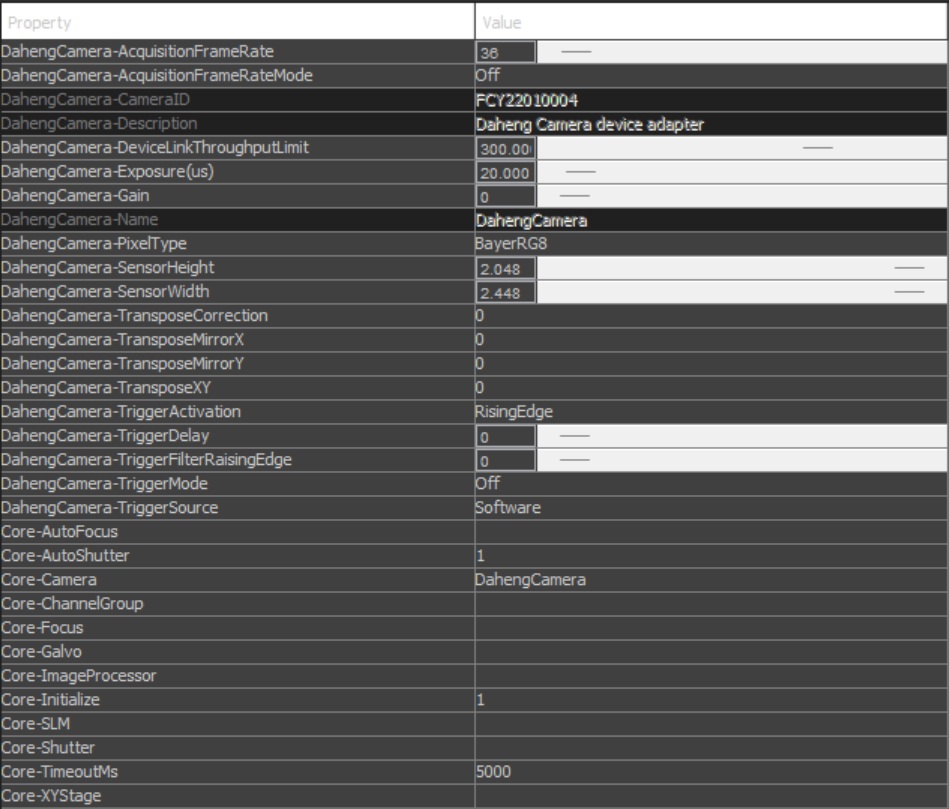 Property Value
DahengCamera-AcquisitionFrameRate 36
DahengCamera-AcquisitionFrameRateMode Off
DahengCamera-CameraID FCY22010004
DahengCamera-Description Daheng Camera device adapter
DahengCamera-DeviceLinkThroughputLimit 300.00
DahengCamera-Exposure(us) 20.000
DahengCamera-Gain 0
DahengCamera-Name DahengCamera
DahengCamera-PixelType BayerRG8
DahengCamera-SensorHeight 2.048
DahengCamera-SensorWidth 2.448
DahengCamera-TransposeCorrection 0
DahengCamera-TransposeMirrorX 0
DahengCamera-TransposeMirrorY 0
DahengCamera-TransposeXY 0
DahengCamera-TriggerActivation RisingEdge
DahengCamera-TriggerDelay 0
DahengCamera-TriggerFilterRaisingEdge 0
DahengCamera-TriggerMode Off
DahengCamera-TriggerSource Software
Core-AutoFocus
Core-AutoShutter 1
Core-Camera DahengCamera
Core-ChannelGroup
Core-Focus
Core-Galvo
Core-ImageProcessor
Core-Initialize 1
Core-SLM
Core-Shutter
Core-TimeoutMs 5000
Core-XYStage